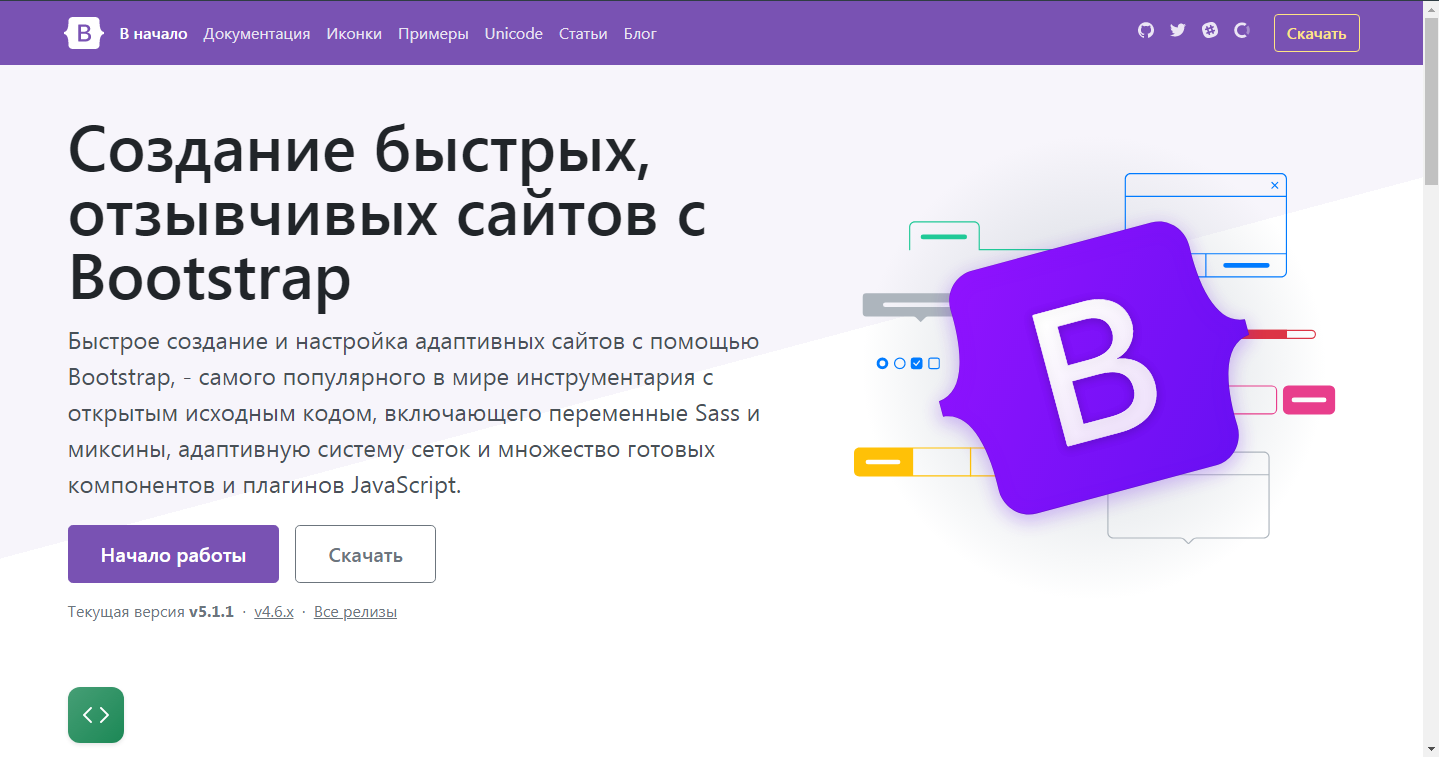 B В начало Документация Иконки Примеры Unicode Статьи Блог Скачать
Создание быстрых,
отзывчивых сайтов с
Bootstrap
Быстрое создание и настройка адаптивных сайтов с помощью
Bootstrap, - самого популярного в мире инструментария с
открытым исходным кодом, включающего переменные Sass и
миксины, адаптивную систему сеток и множество готовых
компонентов и плагинов JavaScript.
Начало работы Скачать
Текущая версия v5.1.1 · v4.6.x · Все релизы
B